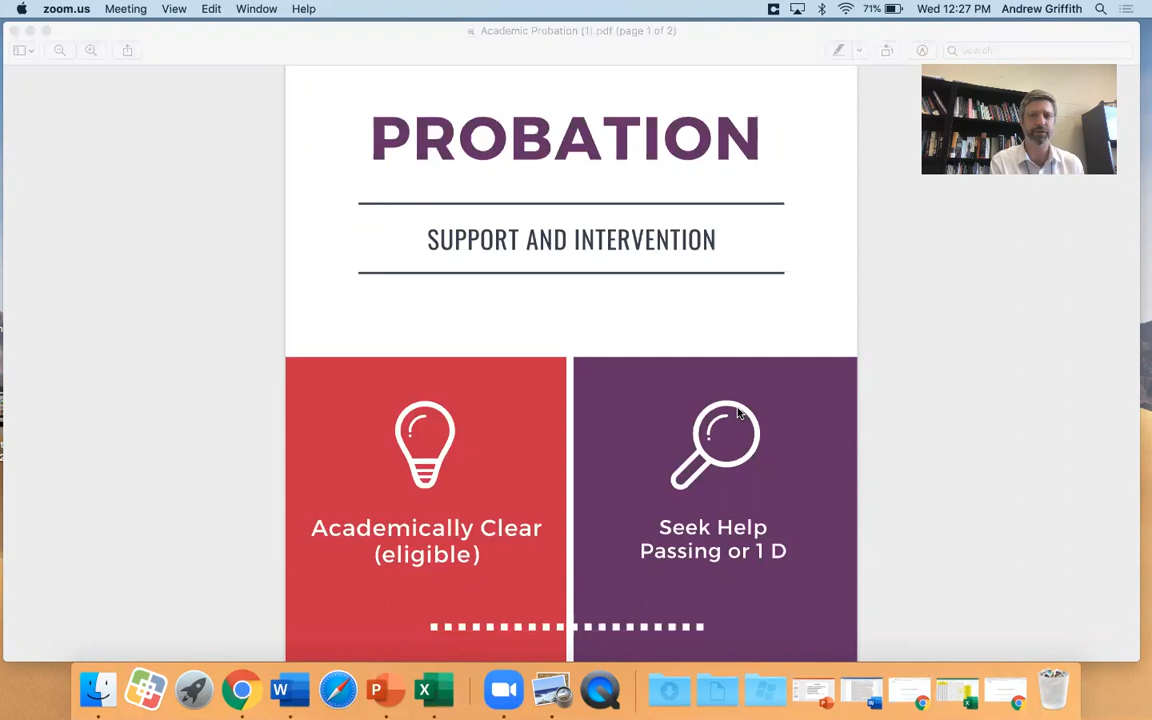 zoom.us Meeting View Edit Window Help 71% Wed 12:27 PM Andrew Griffith
Academic Probation (1).pdf (page 1 of 2)
Search
PROBATION
SUPPORT AND INTERVENTION
Academically Clear
(eligible)
Seek Help
Passing or 1 D